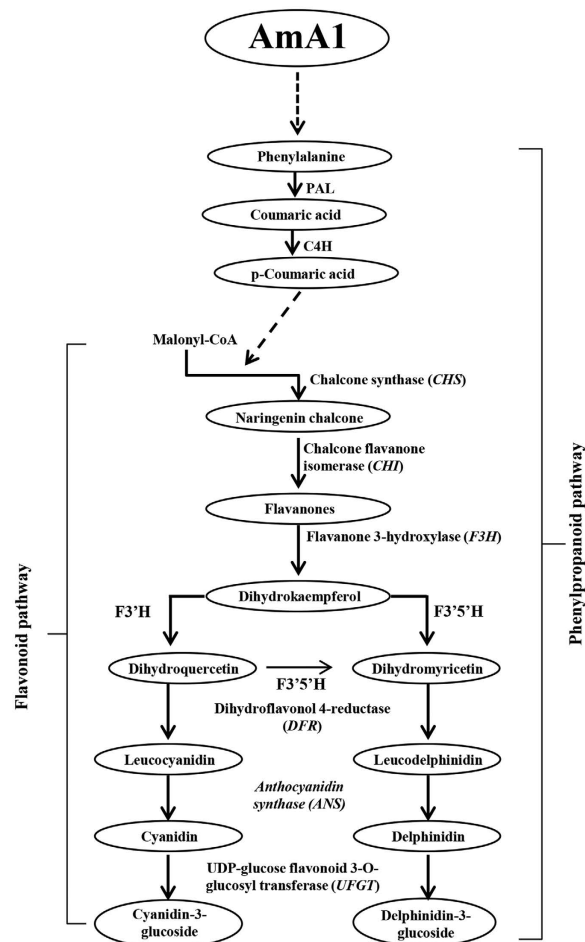 AmA1
Phenylalanine
PAL
Coumaric acid
C4H
p-Coumaric acid
Malonyl-CoA
Chalcone synthase (CHS)
Naringenin chalcone
Chalcone flavanone
isomerase (CHI)
Flavanones
Flavanone 3-hydroxylase (F3H)
Dihydrokaempferol
F3’H
F3’5’H
Dihydroquercetin
Dihydromyricetin
F3’5’H
Dihydroflavonol 4-reductase
(DFR)
Leucocyanidin
Leucodelphinidin
Anthocyanidin
synthase (ANS)
Cyanidin
Delphinidin
UDP-glucose flavonoid 3-O-
glucosyl transferase (UFGT)
Cyanidin-3-
glucoside
Delphinidin-3-
glucoside
Flavonoid pathway
Phenylpropanoid pathway